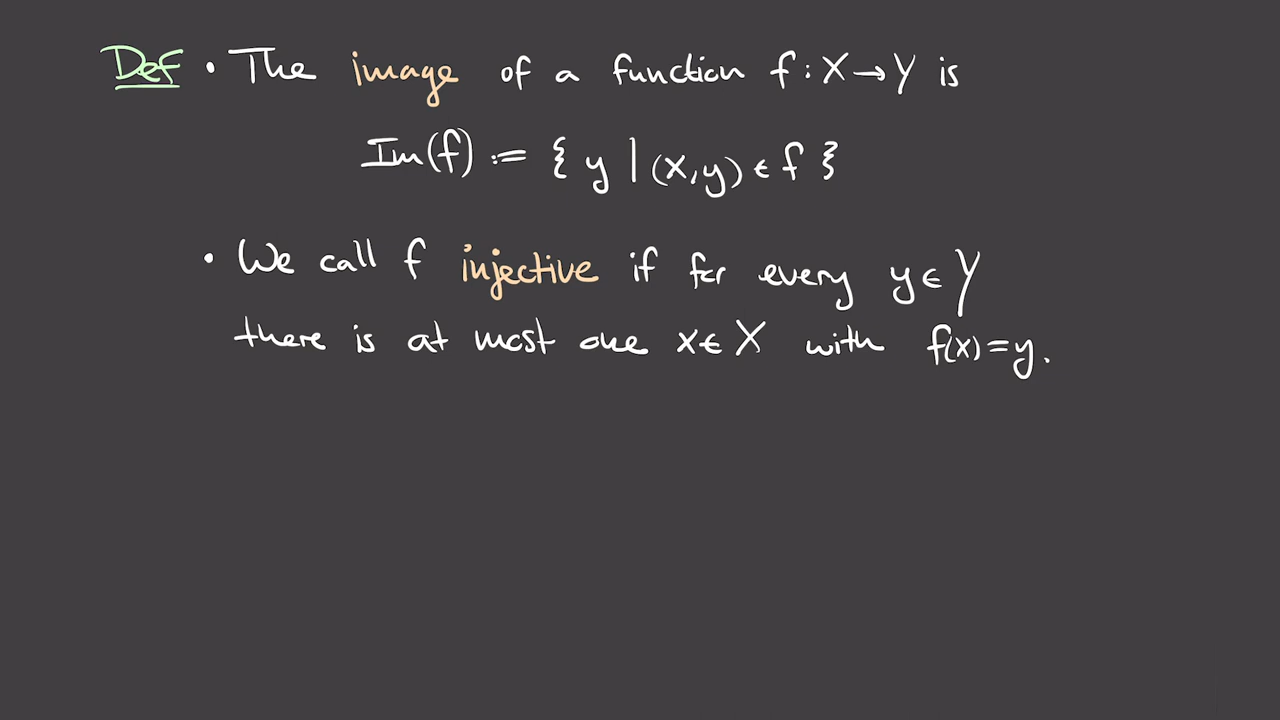 Def • The image of a function f : X → Y is
Im(f) := { y | (x,y) ∈ f }
• We call f injective if for every y ∈ Y
there is at most one x ∈ X with f(x) = y.